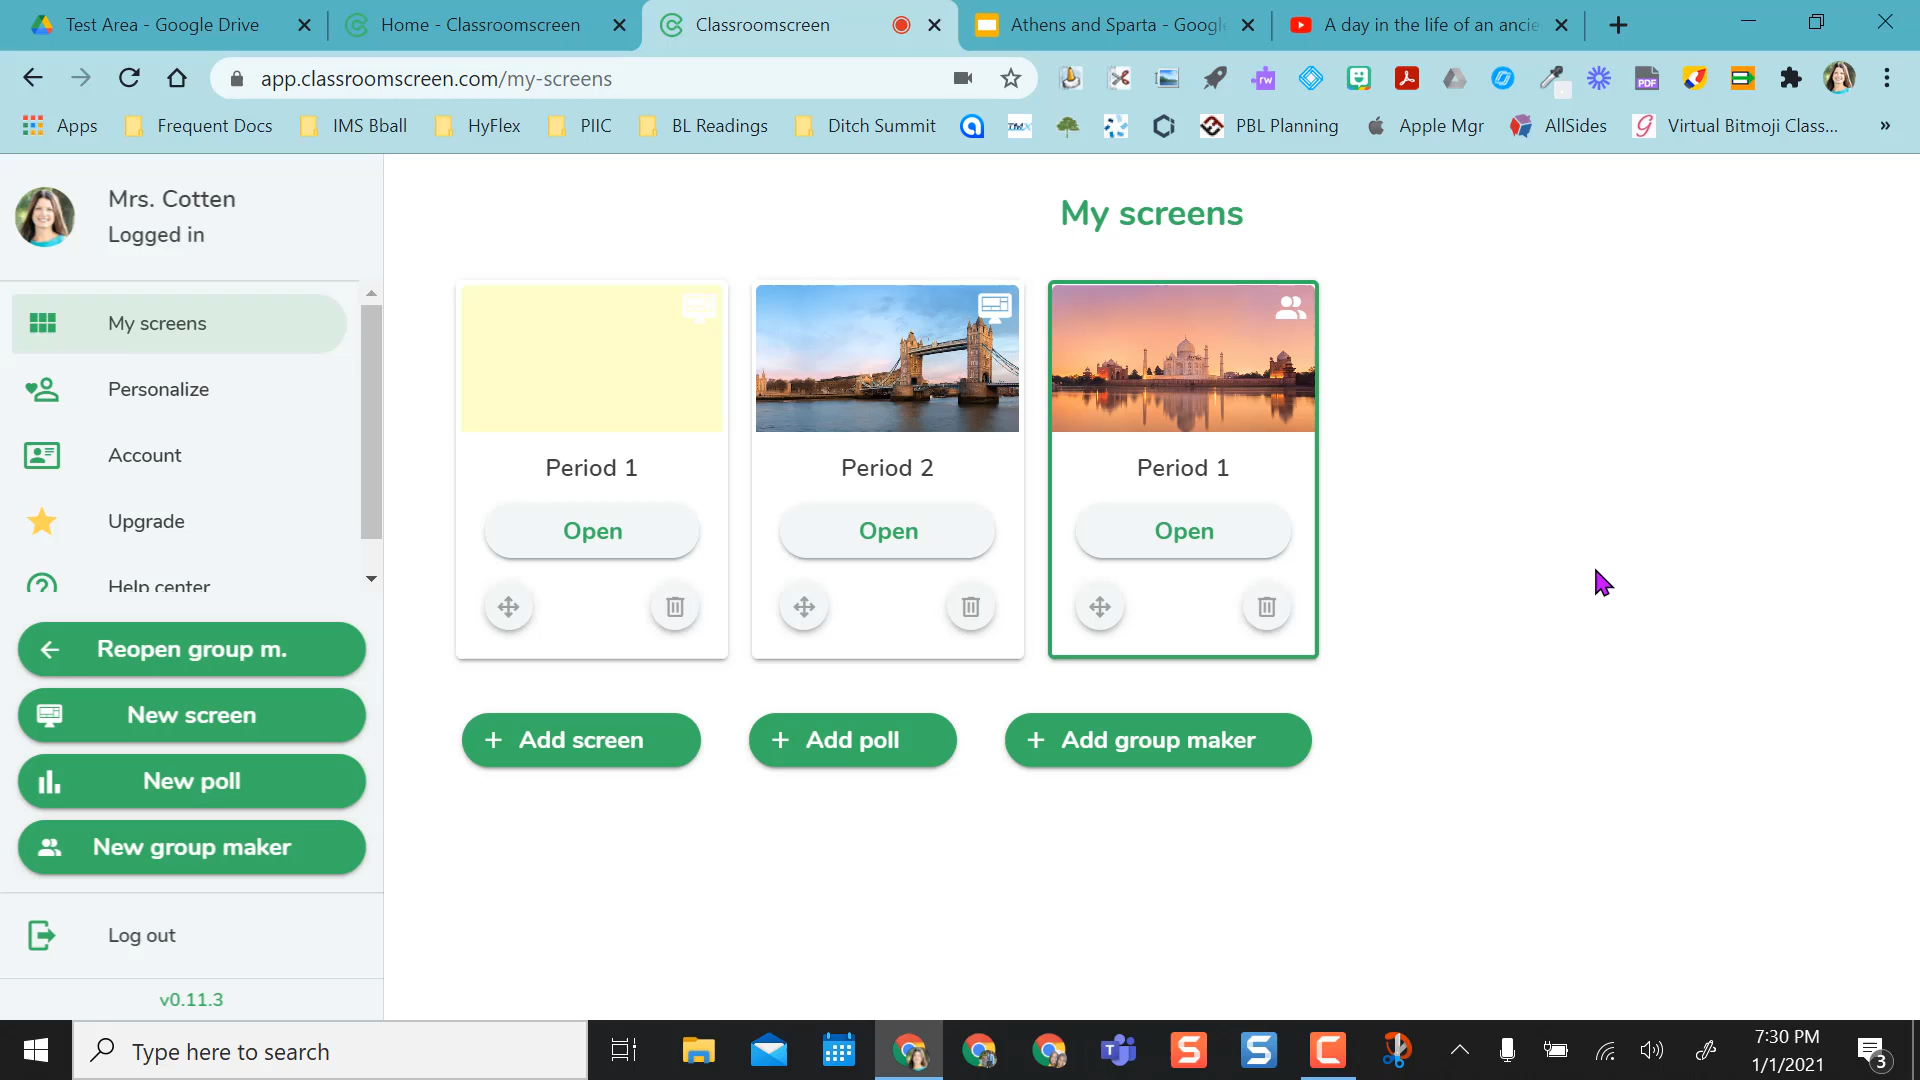 Test Area - Google Drive
Home - Classroomscreen
Classroomscreen
Athens and Sparta - Google
A day in the life of an ancie
app.classroomscreen.com/my-screens
Apps
Frequent Docs
IMS Bball
HyFlex
PIIC
BL Readings
Ditch Summit
PBL Planning
Apple Mgr
AllSides
Virtual Bitmoji Class...
»
Mrs. Cotten
Logged in
My screens
Personalize
Account
Upgrade
Help center
Reopen group m.
New screen
New poll
New group maker
Log out
v0.11.3
My screens
Period 1
Period 2
Period 1
Open
Open
Open
+ Add screen
+ Add poll
+ Add group maker
Type here to search
7:30 PM
1/1/2021
3